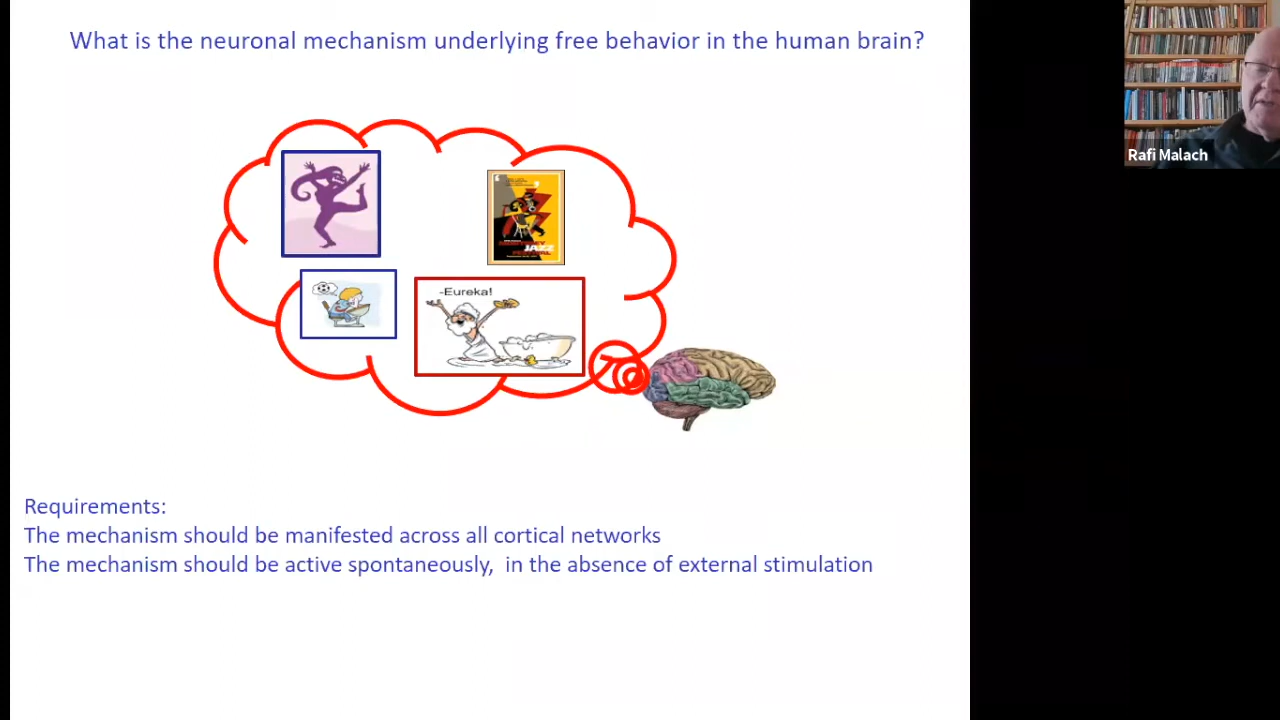 What is the neuronal mechanism underlying free behavior in the human brain?
Rafi Malach
JAZZ
-Eureka!
Requirements:
The mechanism should be manifested across all cortical networks
The mechanism should be active spontaneously, in the absence of external stimulation